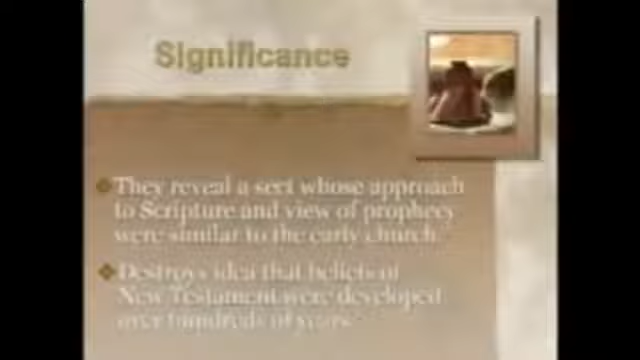 Significance
They reveal a sect whose approach
to Scripture and view of prophecy
were similar to the early church.
Destroys idea that beliefs of
New Testament were developed
over hundreds of years.